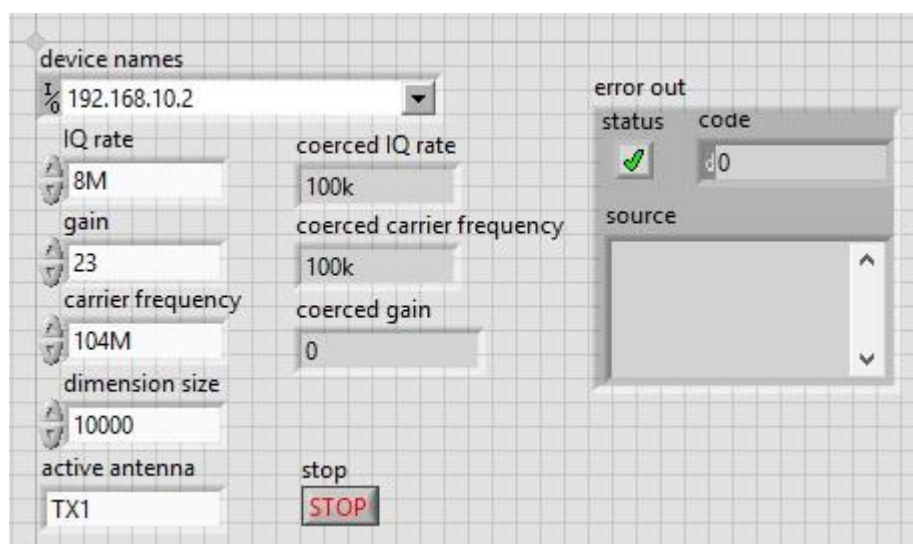 device names
I/0 192.168.10.2
IQ rate
8M
gain
23
carrier frequency
104M
dimension size
10000
active antenna
TX1
coerced IQ rate
100k
coerced carrier frequency
100k
coerced gain
0
stop
STOP
error out
status
code
d 0
source